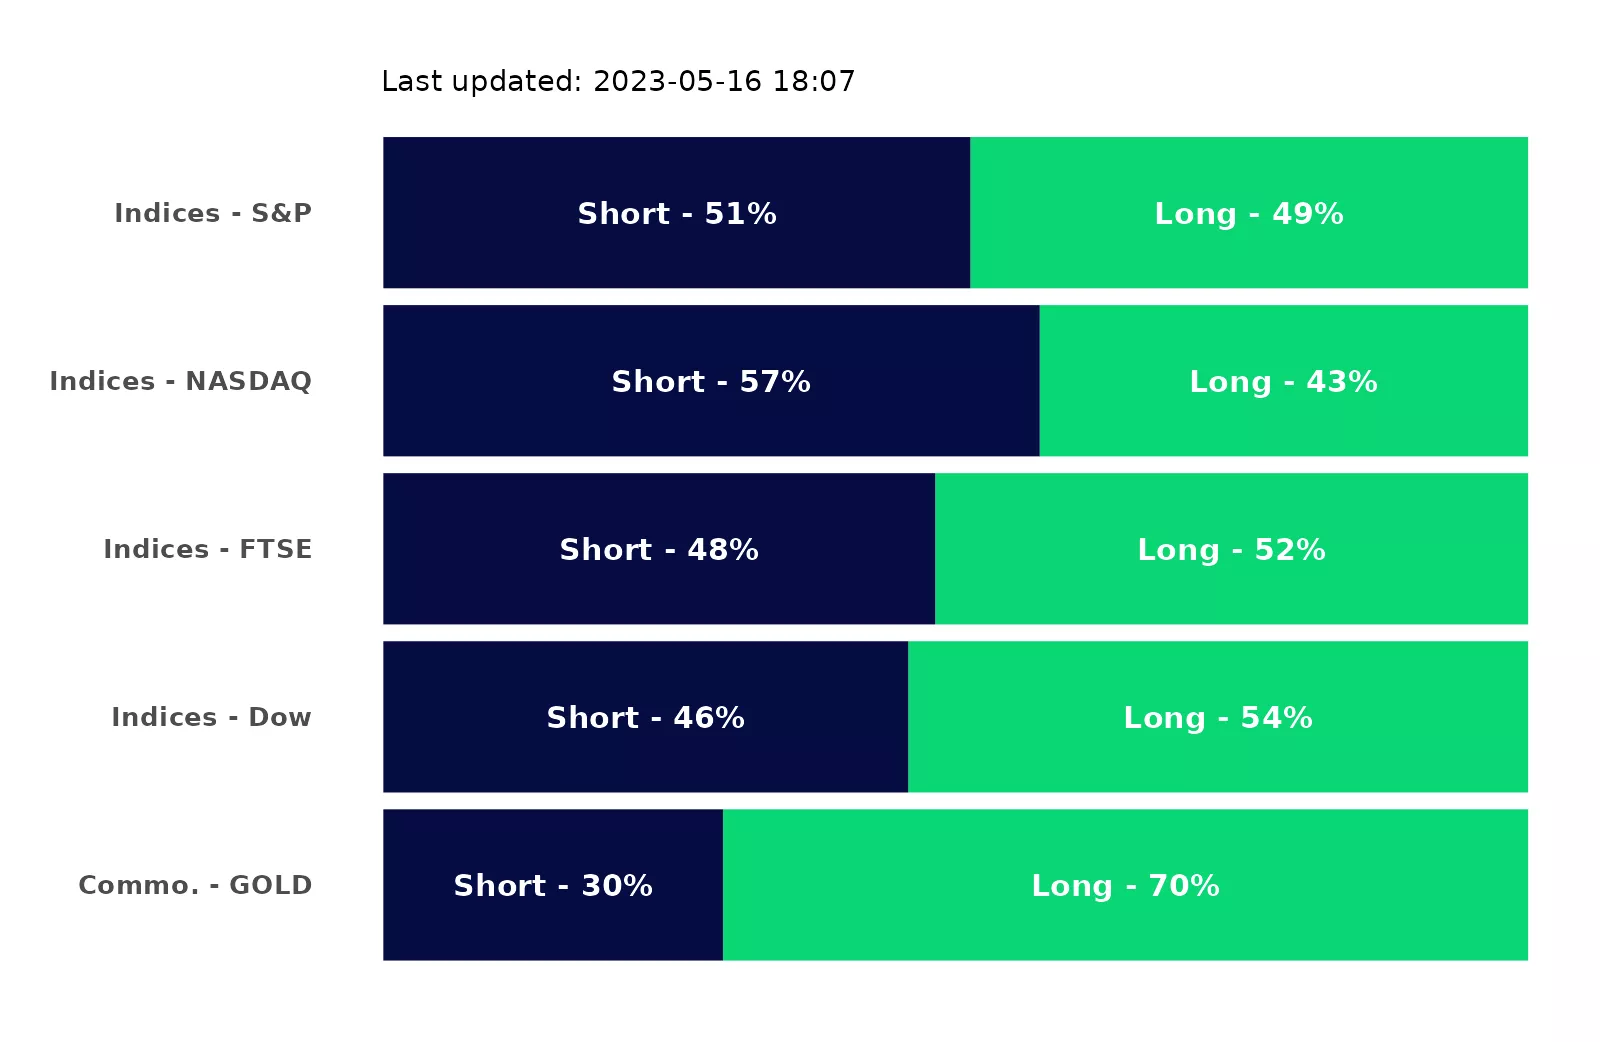 Last updated: 2023-05-16 18:07
Indices - S&P Short - 51% Long - 49%
Indices - NASDAQ Short - 57% Long - 43%
Indices - FTSE Short - 48% Long - 52%
Indices - Dow Short - 46% Long - 54%
Commo. - GOLD Short - 30% Long - 70%